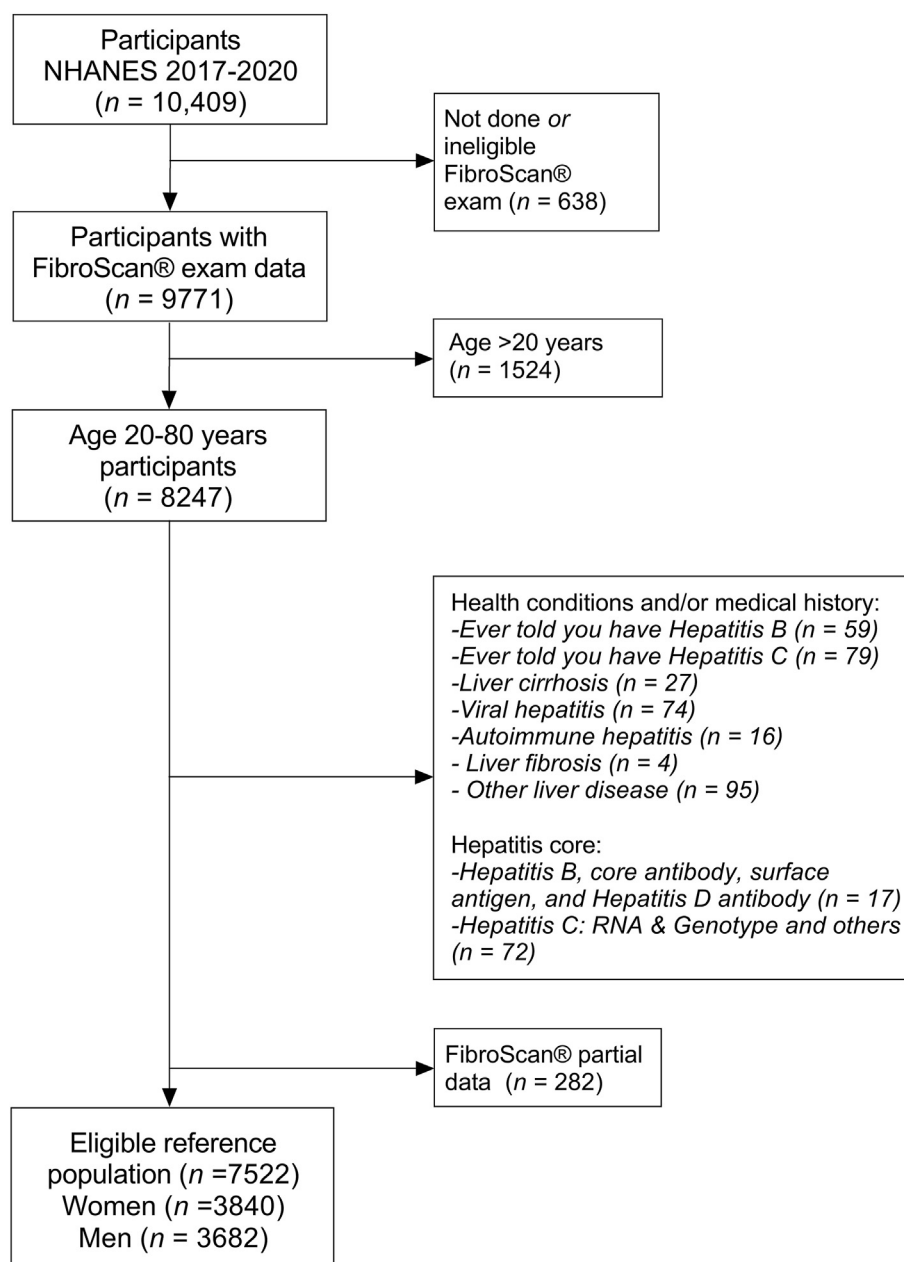 Participants
NHANES 2017-2020
(n = 10,409)
Not done or
ineligible
FibroScan®
exam (n = 638)
Participants with
FibroScan® exam data
(n = 9771)
Age >20 years
(n = 1524)
Age 20-80 years
participants
(n = 8247)
Health conditions and/or medical history:
-Ever told you have Hepatitis B (n = 59)
-Ever told you have Hepatitis C (n = 79)
-Liver cirrhosis (n = 27)
-Viral hepatitis (n = 74)
-Autoimmune hepatitis (n = 16)
- Liver fibrosis (n = 4)
- Other liver disease (n = 95)
Hepatitis core:
-Hepatitis B, core antibody, surface
antigen, and Hepatitis D antibody (n = 17)
-Hepatitis C: RNA & Genotype and others
(n = 72)
FibroScan® partial
data (n = 282)
Eligible reference
population (n =7522)
Women (n =3840)
Men (n = 3682)